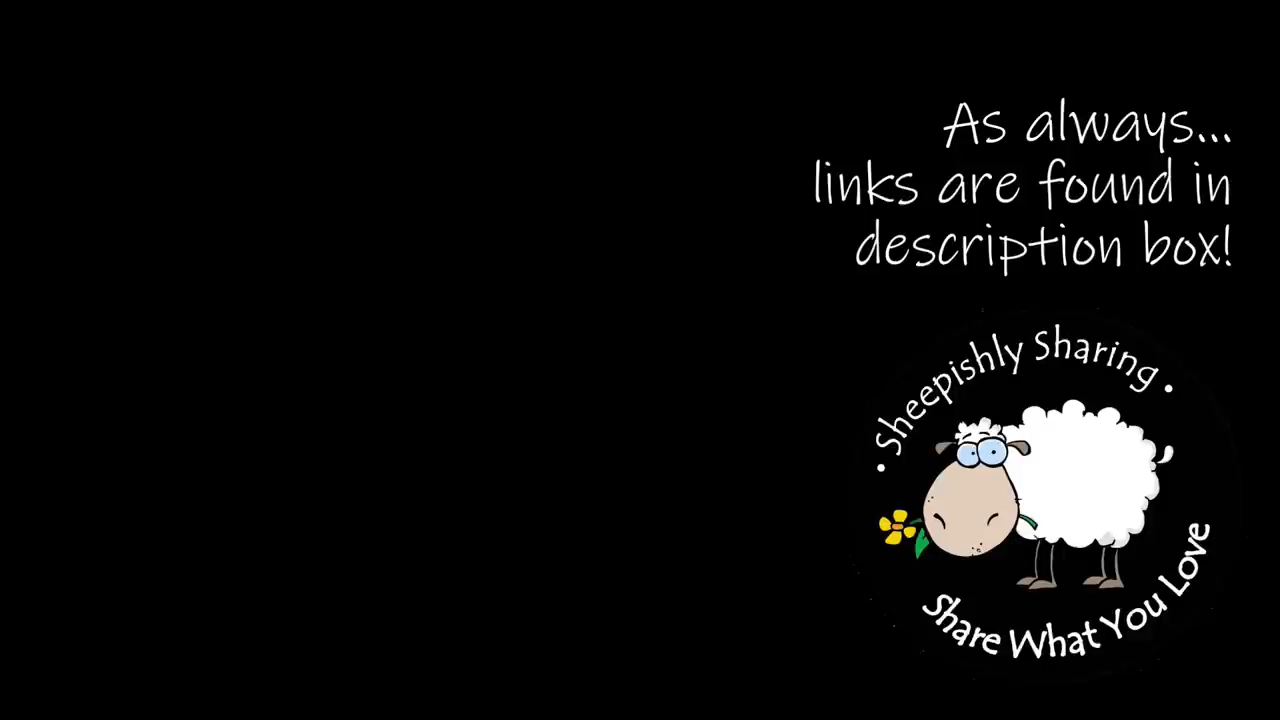 As always...
links are found in
description box!
• Sheepishly Sharing •
Share What You Love